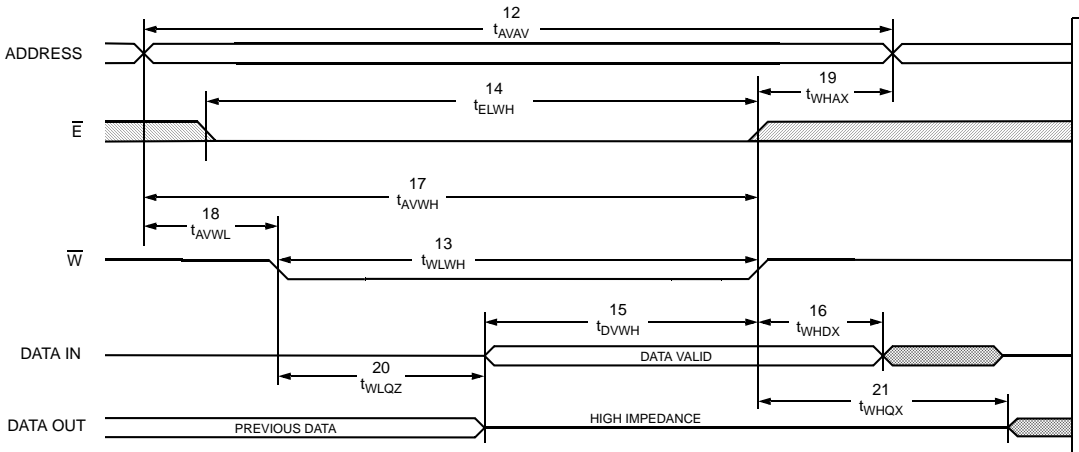 12
tAVAV
ADDRESS
19
tWHAX
14
tELWH
E̅
17
tAVWH
18
tAVWL
13
tWLWH
W̅
15
tDVWH
16
tWHDX
DATA IN
DATA VALID
20
tWLQZ
21
tWHQX
DATA OUT
PREVIOUS DATA
HIGH IMPEDANCE